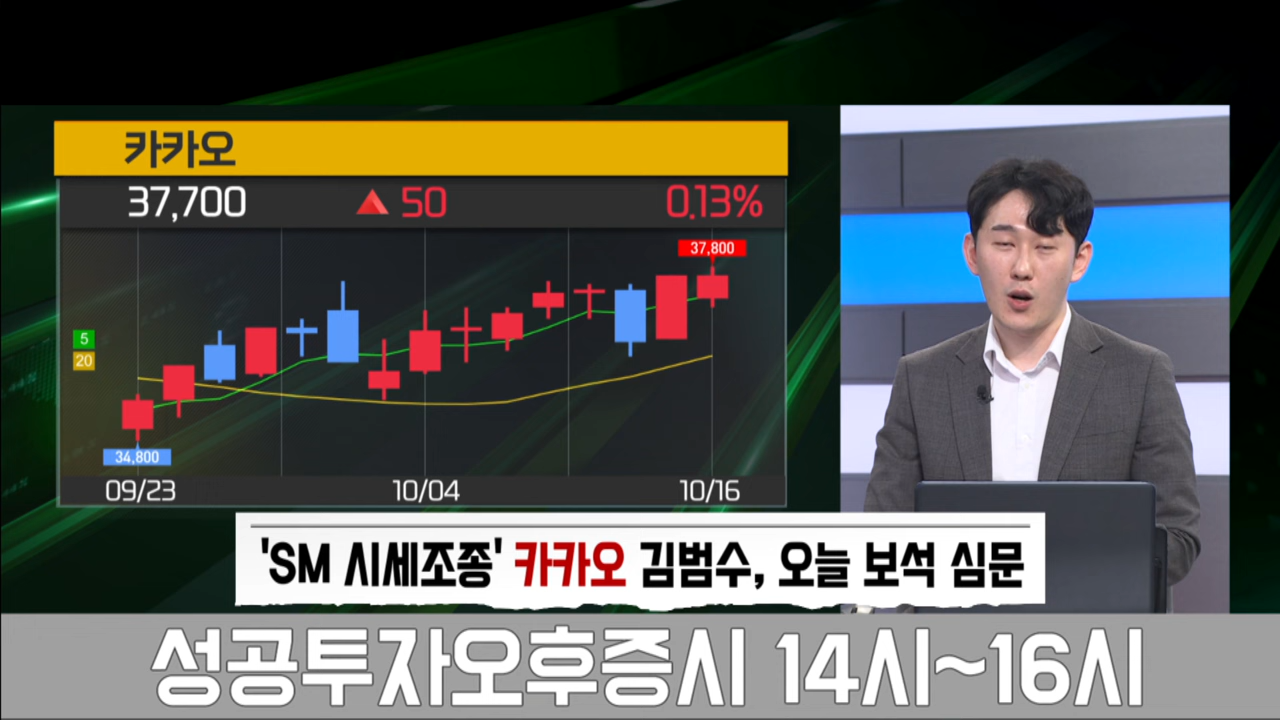 카카오
37,700 ▲ 50 0.13%
37,800
5
20
34,800
09/23 10/04 10/16
'SM 시세조종' 카카오 김범수, 오늘 보석 심문
성공투자오후증시 14시~16시